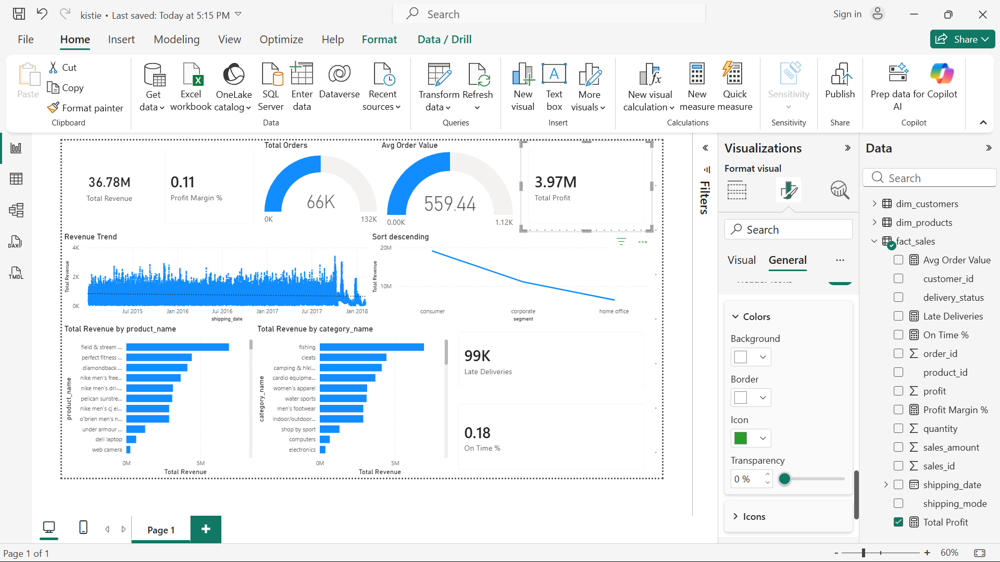 kistie • Last saved: Today at 5:15 PM
Search
Sign in
File
Home
Insert
Modeling
View
Optimize
Help
Format
Data / Drill
Share
Paste
Cut
Copy
Format painter
Clipboard
Get data
Excel workbook
OneLake catalog
SQL Server
Enter data
Dataverse
Recent sources
Data
Transform data
Refresh
Queries
New visual
Text box
More visuals
Insert
New visual calculation
New measure
Quick measure
Calculations
Sensitivity
Sensitivity
Publish
Share
Prep data for AI
Copilot
Copilot
DAX
TMDL
36.78M
Total Revenue
0.11
Profit Margin %
Total Orders
66K
0K
132K
Avg Order Value
559.44
0.00K
1.12K
3.97M
Total Profit
Revenue Trend
4K
2K
0K
Total Revenue
Jul 2015
Jan 2016
Jul 2016
Jan 2017
Jul 2017
Jan 2018
shipping_date
Sort descending
20M
10M
Total Revenue
consumer
corporate
home office
segment
Total Revenue by product_name
product_name
field & stream ...
perfect fitness ...
diamondback ...
nike men's free...
nike men's dri-...
pelican sunstre...
nike men's cj el...
o'brien men's n...
under armour ...
dell laptop
web camera
0M
5M
Total Revenue
Total Revenue by category_name
category_name
fishing
cleats
camping & hiki...
cardio equipme...
women's apparel
water sports
men's footwear
indoor/outdoor...
shop by sport
computers
electronics
0M
5M
Total Revenue
99K
Late Deliveries
0.18
On Time %
Filters
Visualizations
Format visual
Search
Visual
General
Colors
Background
Border
Icon
Transparency
0 %
Icons
Data
Search
dim_customers
dim_products
fact_sales
Avg Order Value
customer_id
delivery_status
Late Deliveries
On Time %
order_id
product_id
profit
Profit Margin %
quantity
sales_amount
sales_id
shipping_date
shipping_mode
Total Profit
Page 1
Page 1 of 1
60%